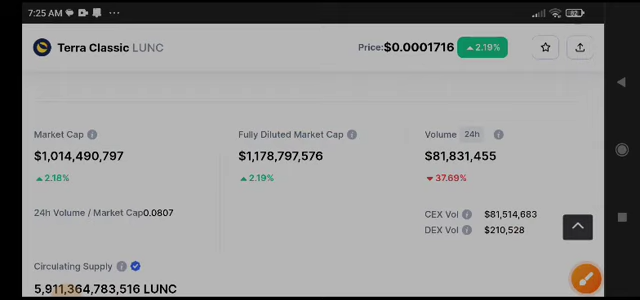 7:25 AM
92
Terra Classic LUNC
Price:$0.0001716 2.19%
Market Cap
Fully Diluted Market Cap
Volume 24h
$1,014,490,797
$1,178,797,576
$81,831,455
2.18%
2.19%
37.69%
24h Volume / Market Cap0.0807
CEX Vol $81,514,683
DEX Vol $210,528
Circulating Supply
5,911,364,783,516 LUNC